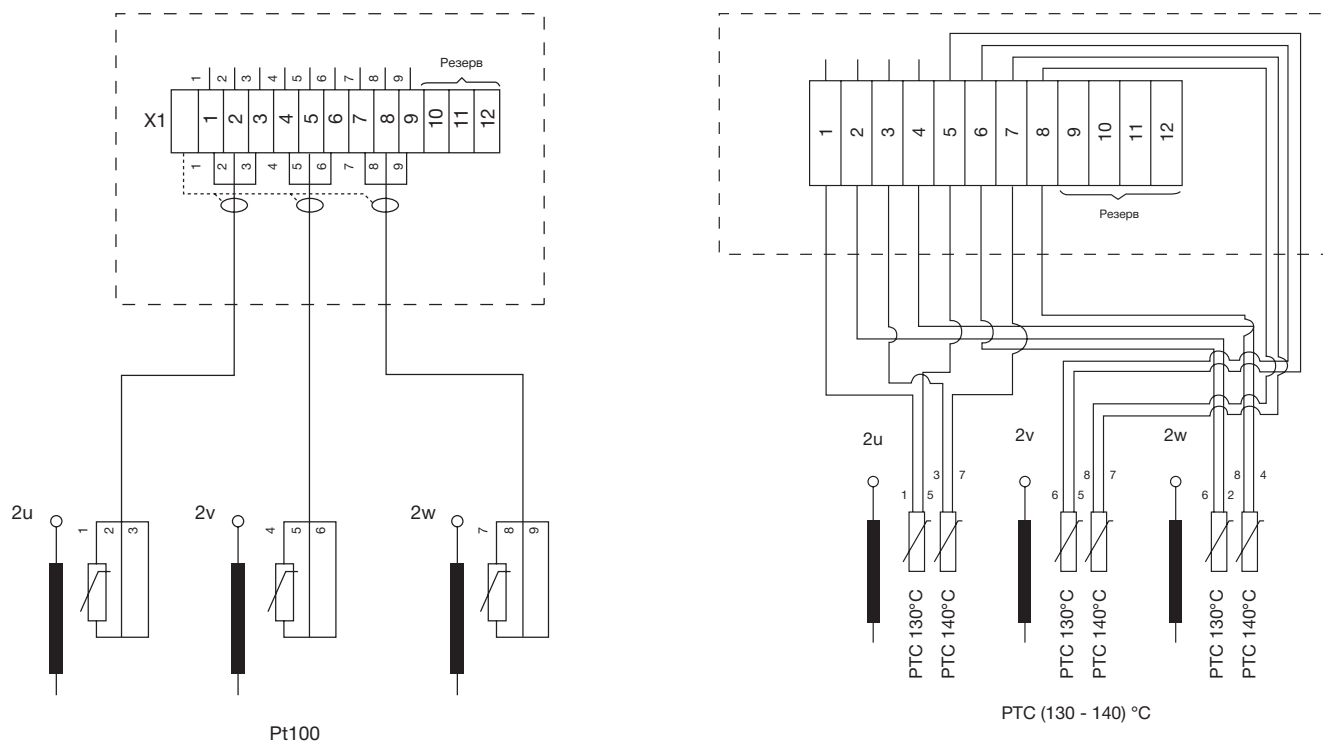 Резерв
1 2 3 4 5 6 7 8 9
X1
1 2 3 4 5 6 7 8 9 10 11 12
1 2 3 4 5 6 7 8 9
2u
1 2 3
2v
4 5 6
2w
7 8 9
Pt100
1 2 3 4 5 6 7 8 9 10 11 12
Резерв
2u
2v
2w
3 7
8 7
8 4
1 5
6 5
6 2
PTC 130°C
PTC 140°C
PTC 130°C
PTC 140°C
PTC 130°C
PTC 140°C
PTC (130 - 140) °C